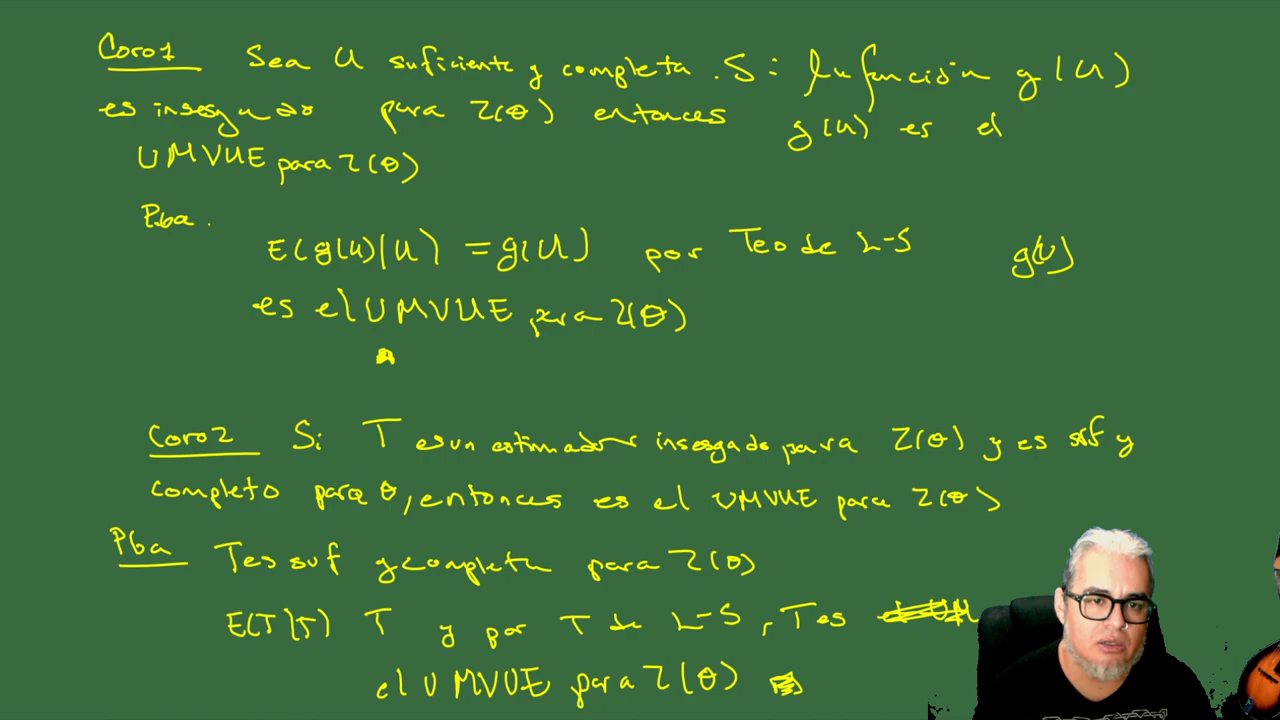 Coro1 Sea U suficiente y completa. Si la función g(U)
es insesgado para τ(θ) entonces g(U) es el
UMVUE para τ(θ)
Pba.
E(g(U)|U) = g(U) por Teo de L-S g(U)
es el UMVUE para τ(θ)
Coro2 Si T es un estimador insesgado para τ(θ) y es suf y
completo para θ, entonces es el UMVUE para τ(θ)
Pba T es suf y completa para τ(θ)
E(T|T) T y por T de L-S, T es
el UMVUE para τ(θ)